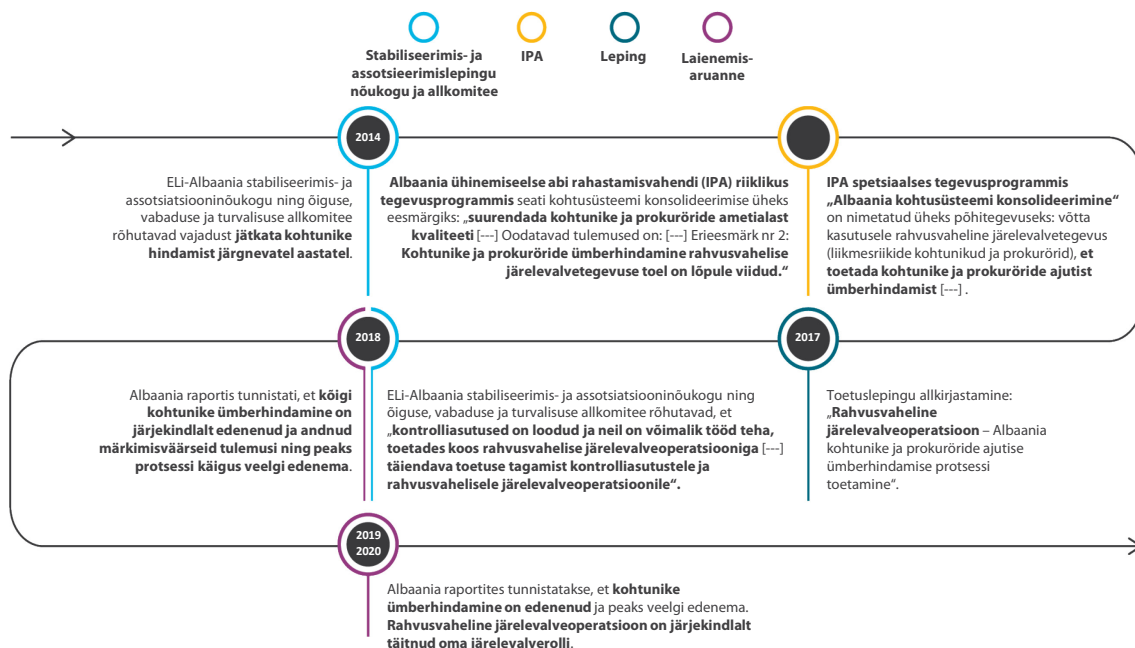 Stabiliseerimis- ja
assotsieerimislepingu
nõukogu ja allkomitee
IPA
Leping
Laienemis-
aruanne
2014
ELi-Albaania stabiliseerimis- ja
assotsiatsiooninõukogu ning õiguse,
vabaduse ja turvalisuse allkomitee
rõhutavad vajadust jätkata kohtunike
hindamist järgnevatel aastatel.
Albaania ühinemiseelse abi rahastamisvahendi (IPA) riiklikus
tegevusprogrammis seati kohtusüsteemi konsolideerimise üheks
eesmärgiks: „suurendada kohtunike ja prokuröride ametialast
kvaliteeti [---] Oodatavad tulemused on: [---] Erieesmärk nr 2:
Kohtunike ja prokuröride ümberhindamine rahvusvahelise
järelevalvetegevuse toel on lõpule viidud.“
IPA spetsiaalses tegevusprogrammis
„Albaania kohtusüsteemi konsolideerimine“
on nimetatud üheks põhitegevuseks: võtta
kasutusele rahvusvaheline järelevalvetegevus
(liikmesriikide kohtunikud ja prokurörid), et
toetada kohtunike ja prokuröride ajutist
ümberhindamist [---] .
2018
Albaania raportis tunnistati, et kõigi
kohtunike ümberhindamine on
järjekindlalt edenenud ja andnud
märkimisväärseid tulemusi ning peaks
protsessi käigus veelgi edenema.
ELi-Albaania stabiliseerimis- ja assotsiatsiooninõukogu ning
õiguse, vabaduse ja turvalisuse allkomitee rõhutavad, et
„kontrolliasutused on loodud ja neil on võimalik tööd teha,
toetades koos rahvusvahelise järelevalveoperatsiooniga [---]
täiendava toetuse tagamist kontrolliasutustele ja
rahvusvahelisele järelevalveoperatsioonile“.
2017
Toetuslepingu allkirjastamine:
„Rahvusvaheline
järelevalveoperatsioon – Albaania
kohtunike ja prokuröride ajutise
ümberhindamise protsessi
toetamine“.
2019
2020
Albaania raportites tunnistatakse, et kohtunike
ümberhindamine on edenenud ja peaks veelgi edenema.
Rahvusvaheline järelevalveoperatsioon on järjekindlalt
täitnud oma järelevalverolli.